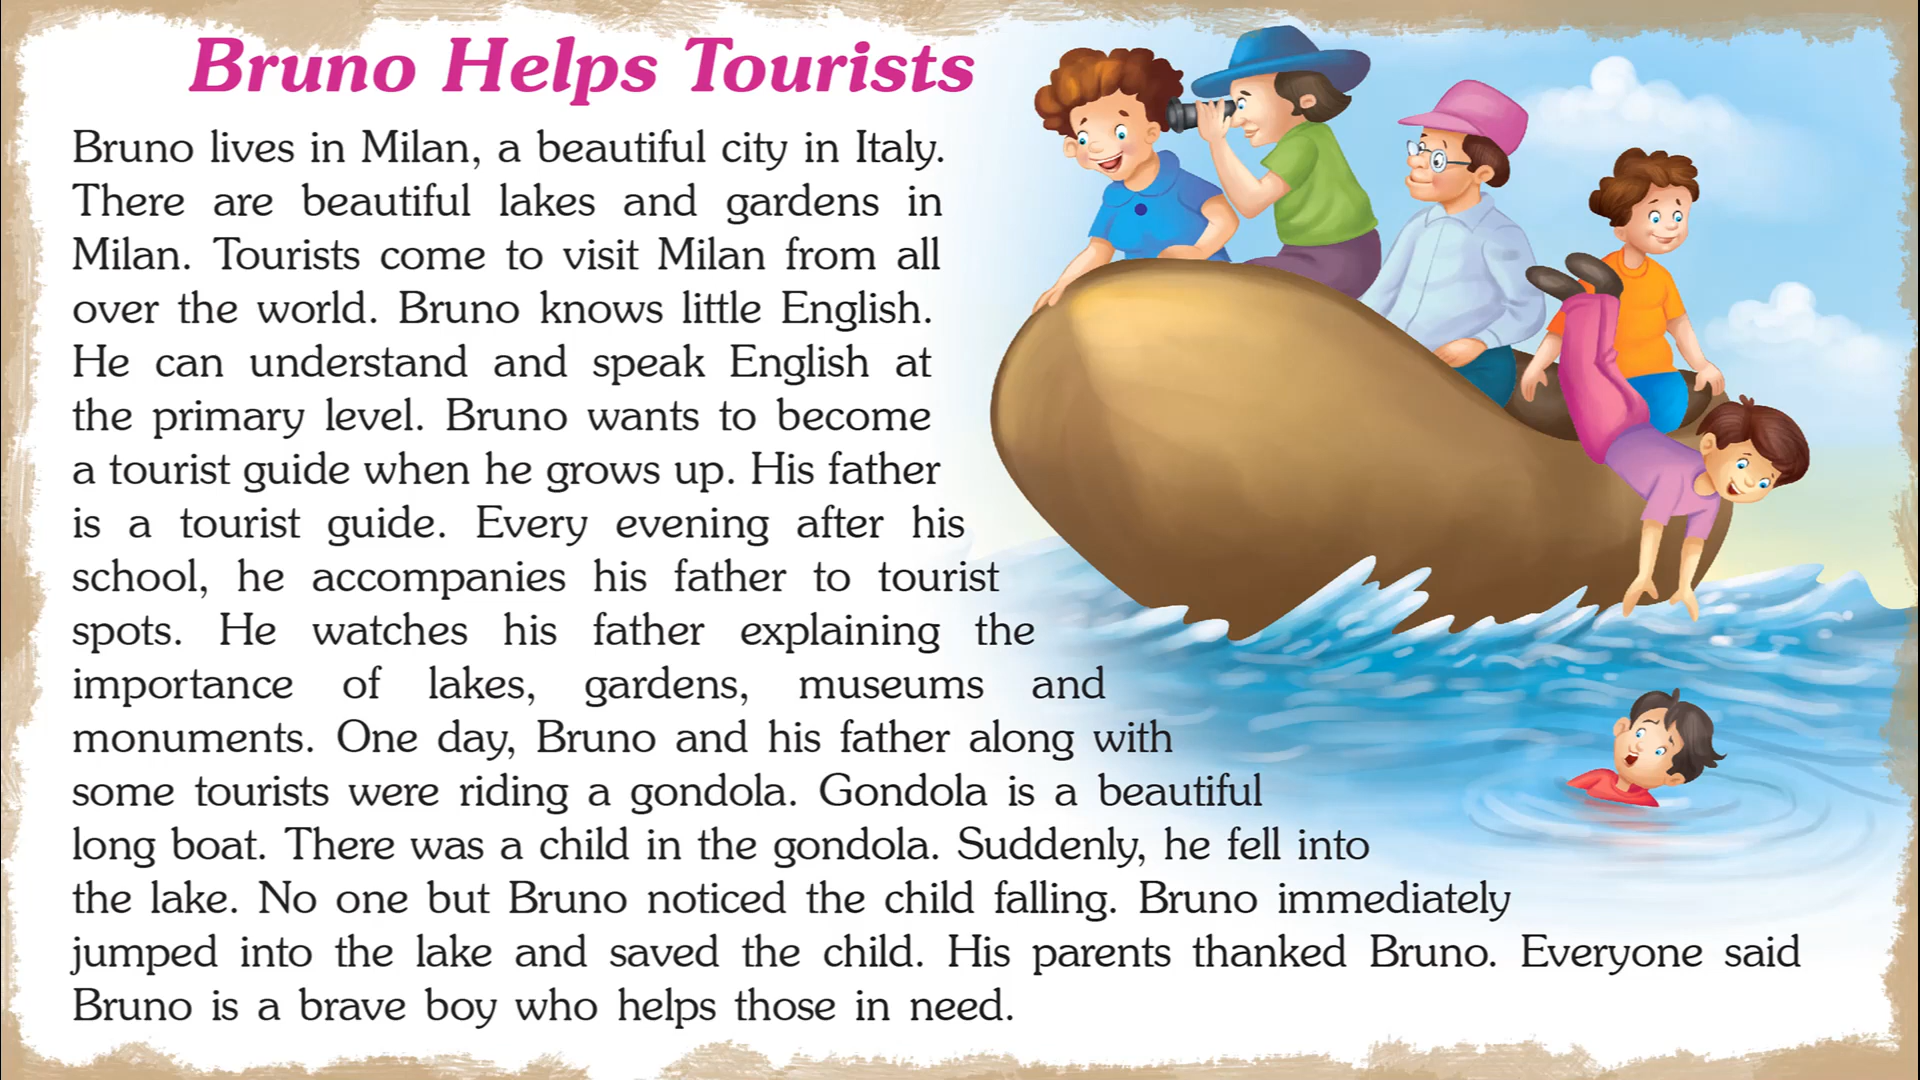 Bruno Helps Tourists
Bruno lives in Milan, a beautiful city in Italy.
There are beautiful lakes and gardens in
Milan. Tourists come to visit Milan from all
over the world. Bruno knows little English.
He can understand and speak English at
the primary level. Bruno wants to become
a tourist guide when he grows up. His father
is a tourist guide. Every evening after his
school, he accompanies his father to tourist
spots. He watches his father explaining the
importance of lakes, gardens, museums and
monuments. One day, Bruno and his father along with
some tourists were riding a gondola. Gondola is a beautiful
long boat. There was a child in the gondola. Suddenly, he fell into
the lake. No one but Bruno noticed the child falling. Bruno immediately
jumped into the lake and saved the child. His parents thanked Bruno. Everyone said
Bruno is a brave boy who helps those in need.